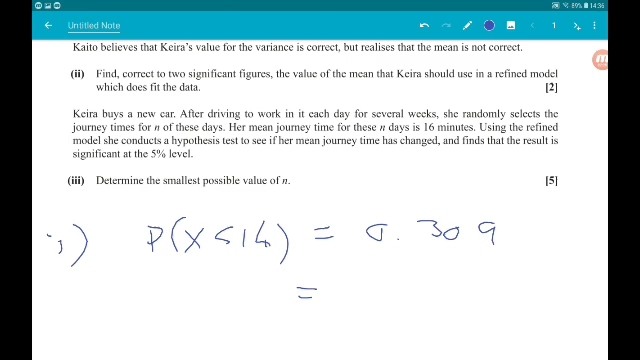 89% 14:36
Untitled Note 1
Kaito believes that Keira's value for the variance is correct, but realises that the mean is not correct.
(ii) Find, correct to two significant figures, the value of the mean that Keira should use in a refined model
which does fit the data. [2]
Keira buys a new car. After driving to work in it each day for several weeks, she randomly selects the
journey times for n of these days. Her mean journey time for these n days is 16 minutes. Using the refined
model she conducts a hypothesis test to see if her mean journey time has changed, and finds that the result is
significant at the 5% level.
(iii) Determine the smallest possible value of n. [5]
i) P(X ≤ 14) = 0.309
=